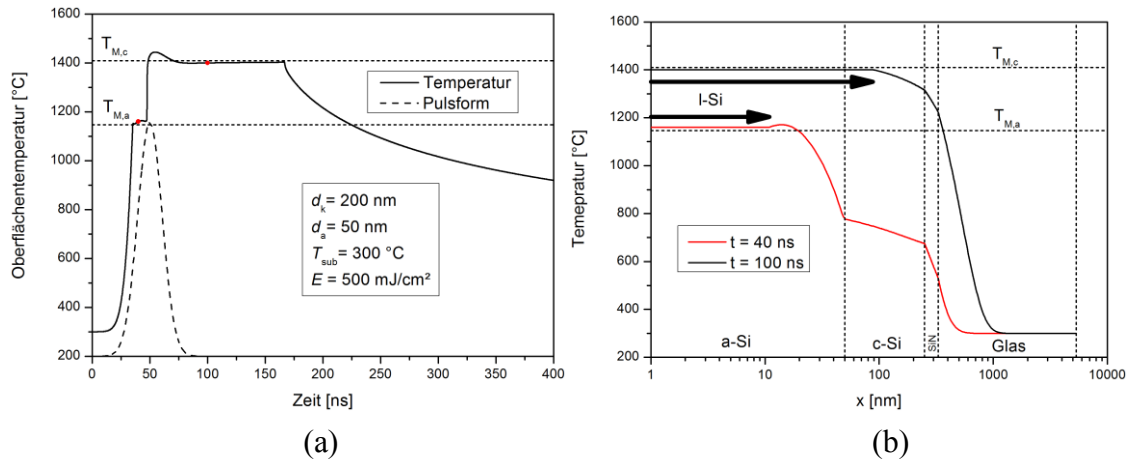 1600
1400
1200
1000
800
600
400
200
Oberflächentemperatur [°C]
T_M,c
T_M,a
Temperatur
Pulsform
d_k = 200 nm
d_a = 50 nm
T_sub = 300 °C
E = 500 mJ/cm²
0 50 100 150 200 250 300 350 400
Zeit [ns]
(a)
1600
1400
1200
1000
800
600
400
200
Temepratur [°C]
T_M,c
l-Si
T_M,a
t = 40 ns
t = 100 ns
a-Si c-Si SiN Glas
1 10 100 1000 10000
x [nm]
(b)